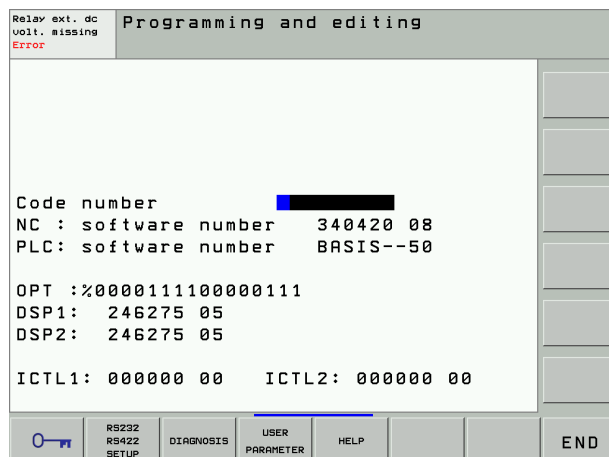 Relay ext. dc
volt. missing
Error
Programming and editing
Code number
NC : software number 340420 08
PLC: software number BASIS--50
OPT :%0000111100000111
DSP1: 246275 05
DSP2: 246275 05
ICTL1: 000000 00 ICTL2: 000000 00
RS232
RS422
SETUP
DIAGNOSIS
USER
PARAMETER
HELP
END